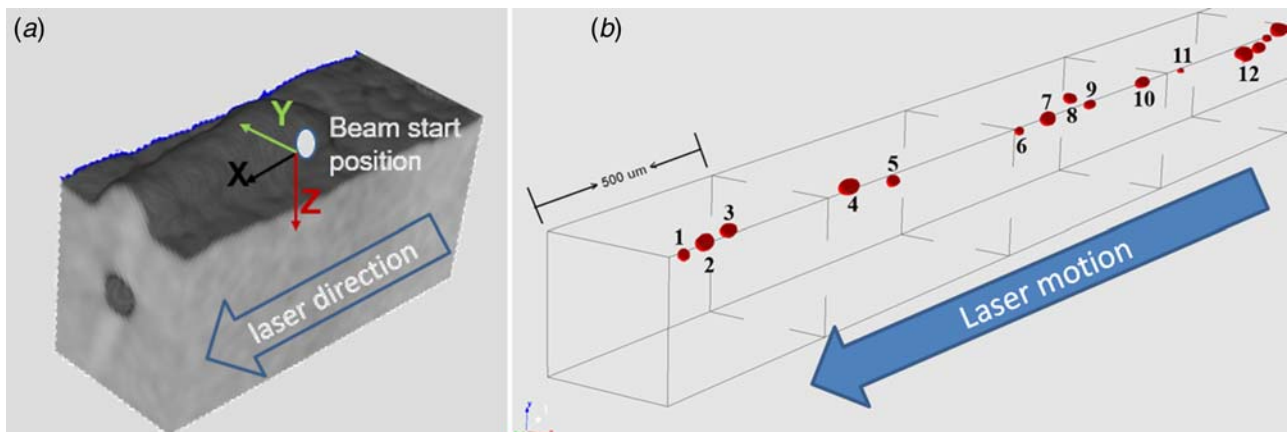 (a)
Y
Beam start
position
X
Z
laser direction
(b)
500 um
1
2
3
4
5
6
7
8
9
10
11
12
Laser motion